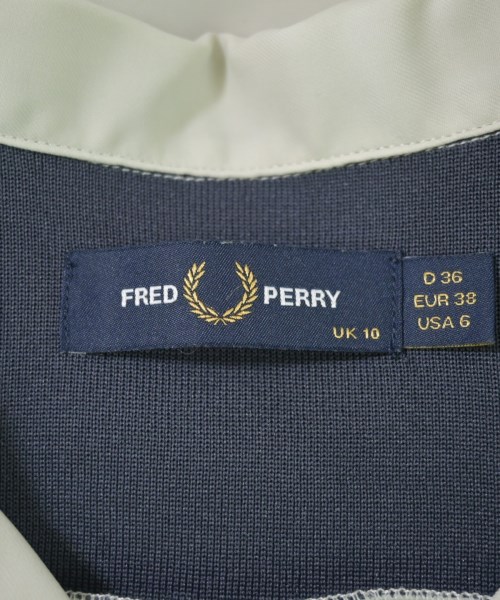 FRED PERRY
UK 10
D 36
EUR 38
USA 6